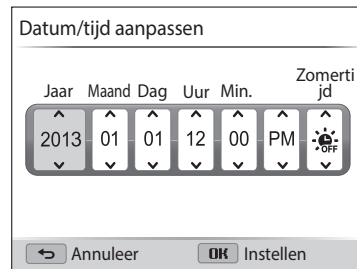 Datum/tijd aanpassen
Zomerti
Jaar Maand Dag Uur Min. jd
2013 01 01 12 00 PM OFF
Annuleer OK Instellen